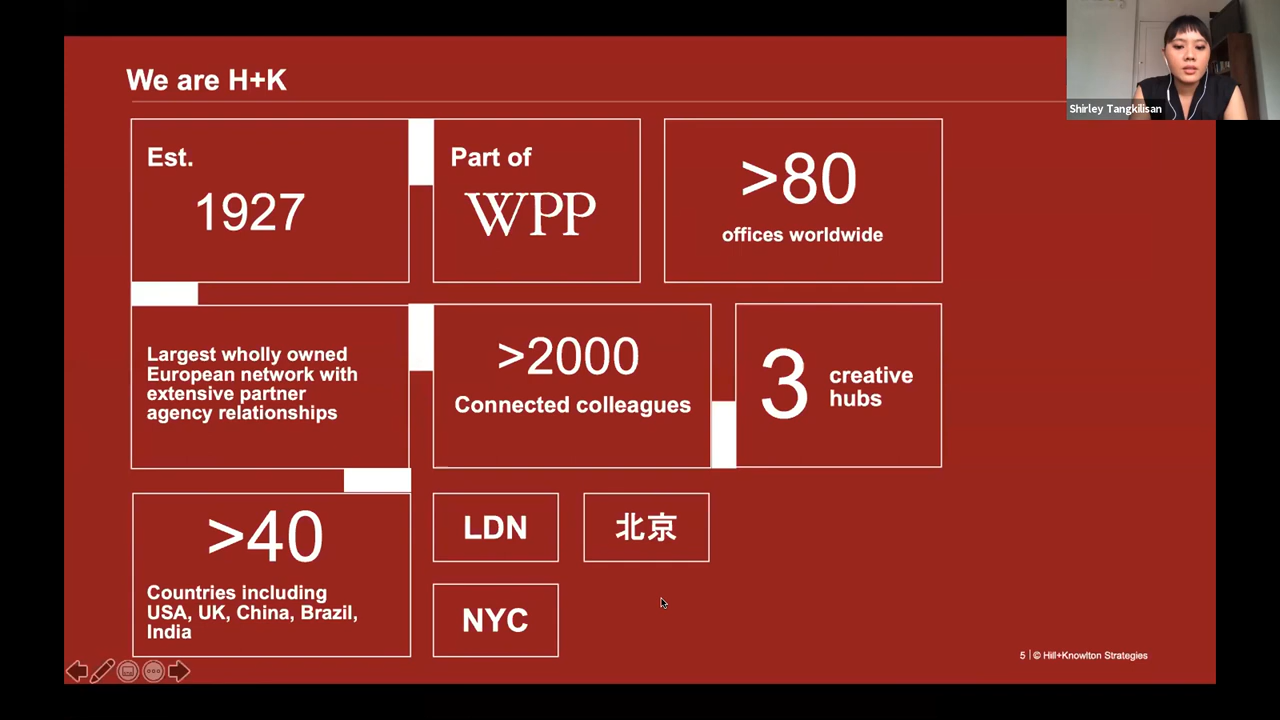 We are H+K
Shirley Tangkilisan
Est.
1927
Part of
WPP
>80
offices worldwide
Largest wholly owned
European network with
extensive partner
agency relationships
>2000
Connected colleagues
3
creative
hubs
>40
Countries including
USA, UK, China, Brazil,
India
LDN
北京
NYC
5 | © Hill+Knowlton Strategies